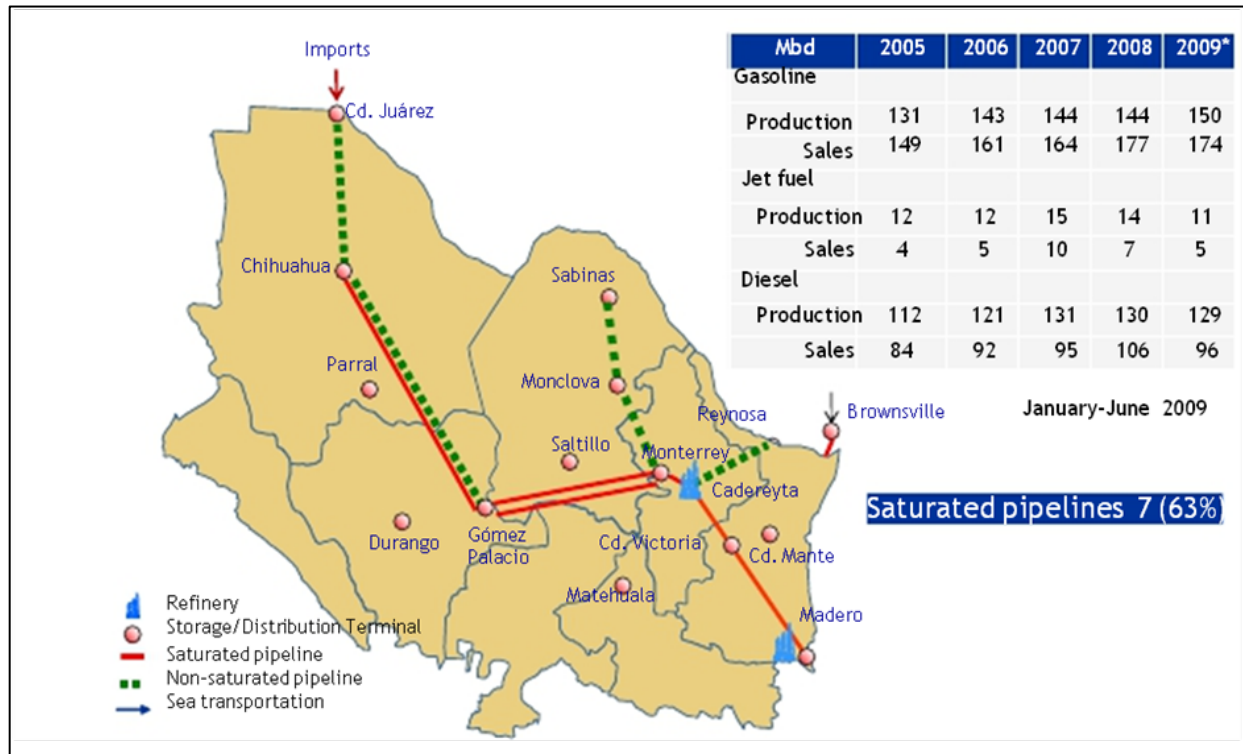 Imports
Cd. Juárez
Chihuahua
Sabinas
Parral
Monclova
Reynosa
Brownsville
Saltillo
Monterrey
Cadereyta
Durango
Gómez
Palacio
Cd. Victoria
Cd. Mante
Matehuala
Madero
Refinery
Storage/Distribution Terminal
Saturated pipeline
Non-saturated pipeline
Sea transportation
Mbd 2005 2006 2007 2008 2009*
Gasoline
Production 131 143 144 144 150
Sales 149 161 164 177 174
Jet fuel
Production 12 12 15 14 11
Sales 4 5 10 7 5
Diesel
Production 112 121 131 130 129
Sales 84 92 95 106 96
January-June 2009
Saturated pipelines 7 (63%)